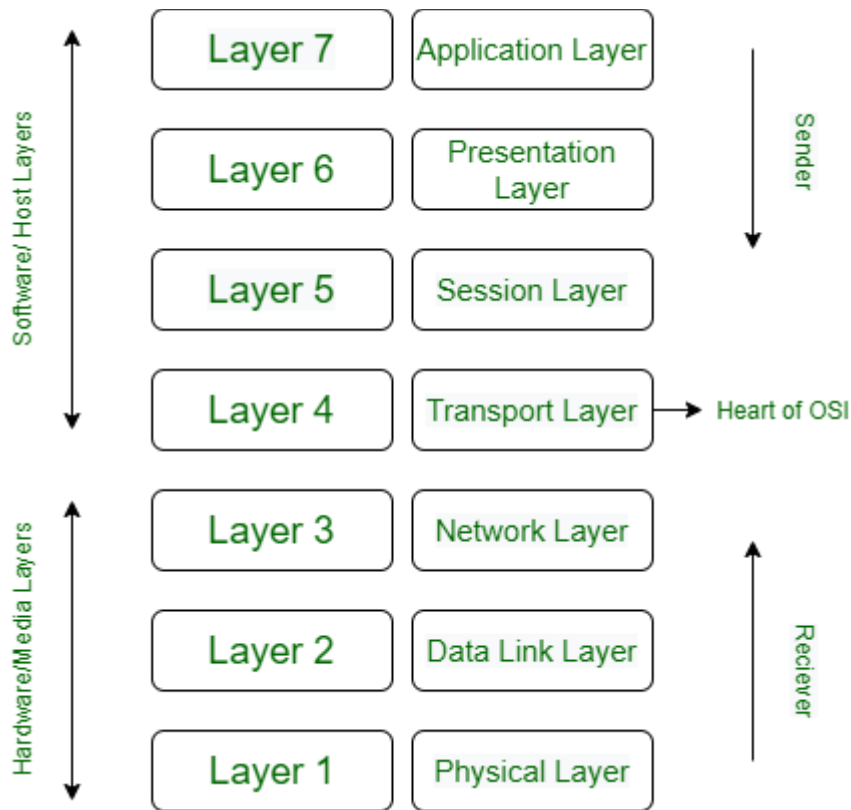 Layer 7
Application Layer
Layer 6
Presentation
Layer
Layer 5
Session Layer
Layer 4
Transport Layer
Heart of OSI
Layer 3
Network Layer
Layer 2
Data Link Layer
Layer 1
Physical Layer
Software/ Host Layers
Hardware/Media Layers
Sender
Reciever